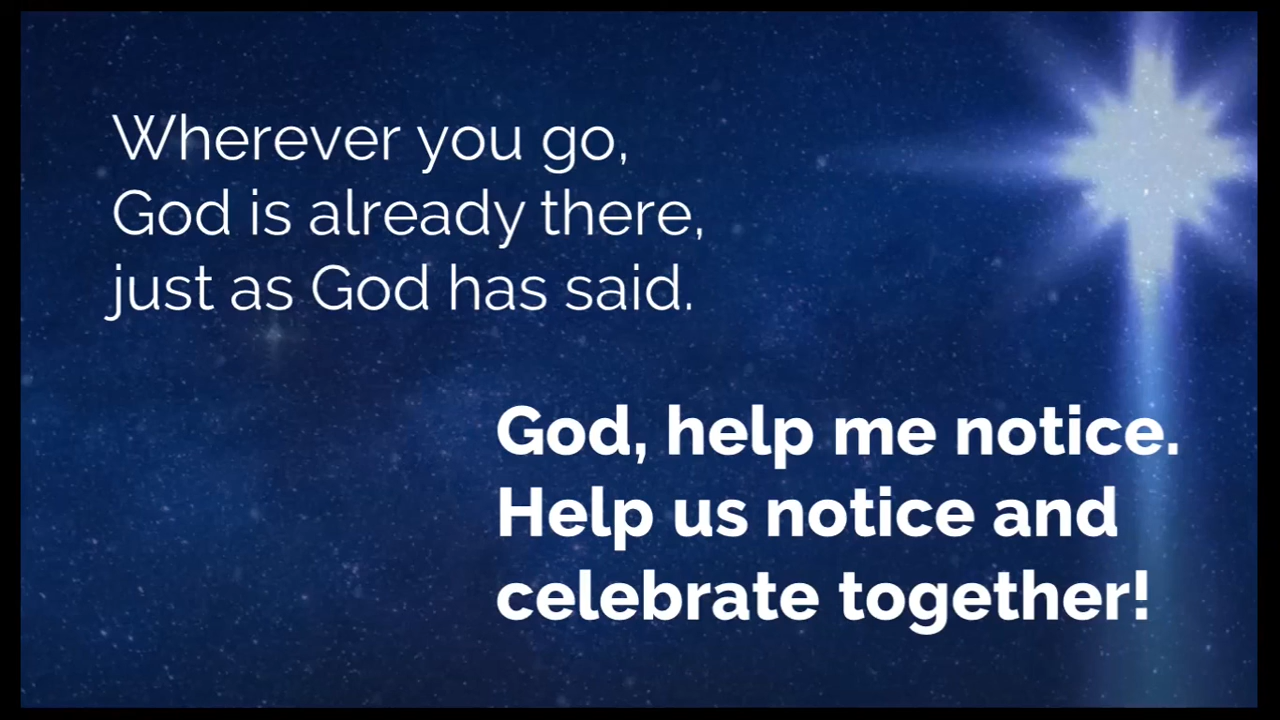 Wherever you go,
God is already there,
just as God has said.
God, help me notice.
Help us notice and
celebrate together!